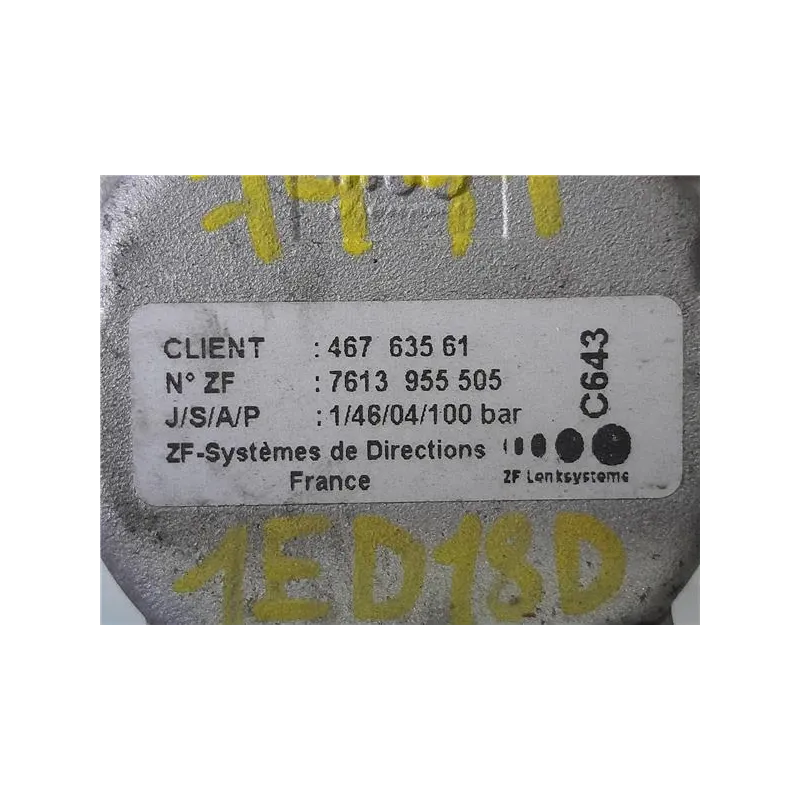 CLIENT : 467 635 61
N° ZF : 7613 955 505
J/S/A/P : 1/46/04/100 bar
C643
ZF-Systèmes de Directions
France
ZF Lenksysteme
1ED18D